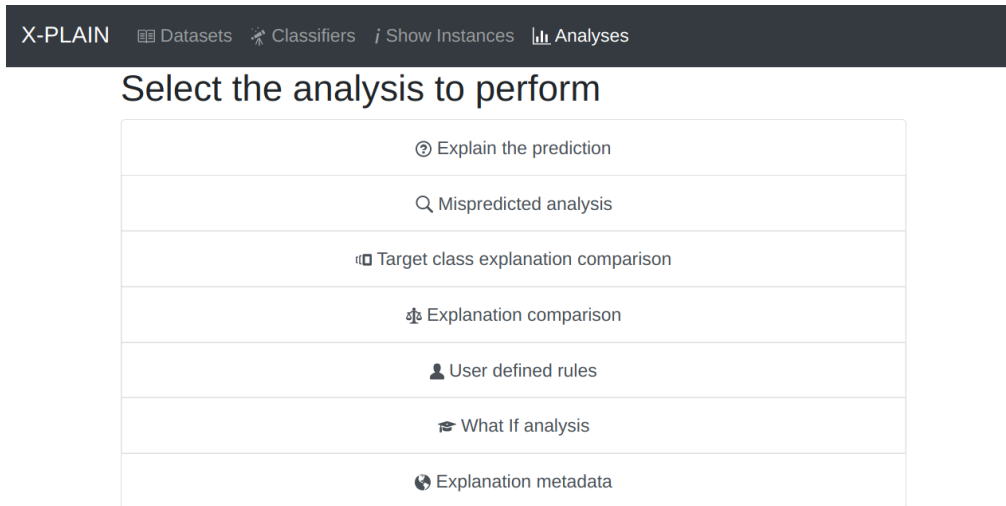 X-PLAIN Datasets Classifiers i Show Instances Analyses
Select the analysis to perform
Explain the prediction
Mispredicted analysis
Target class explanation comparison
Explanation comparison
User defined rules
What If analysis
Explanation metadata